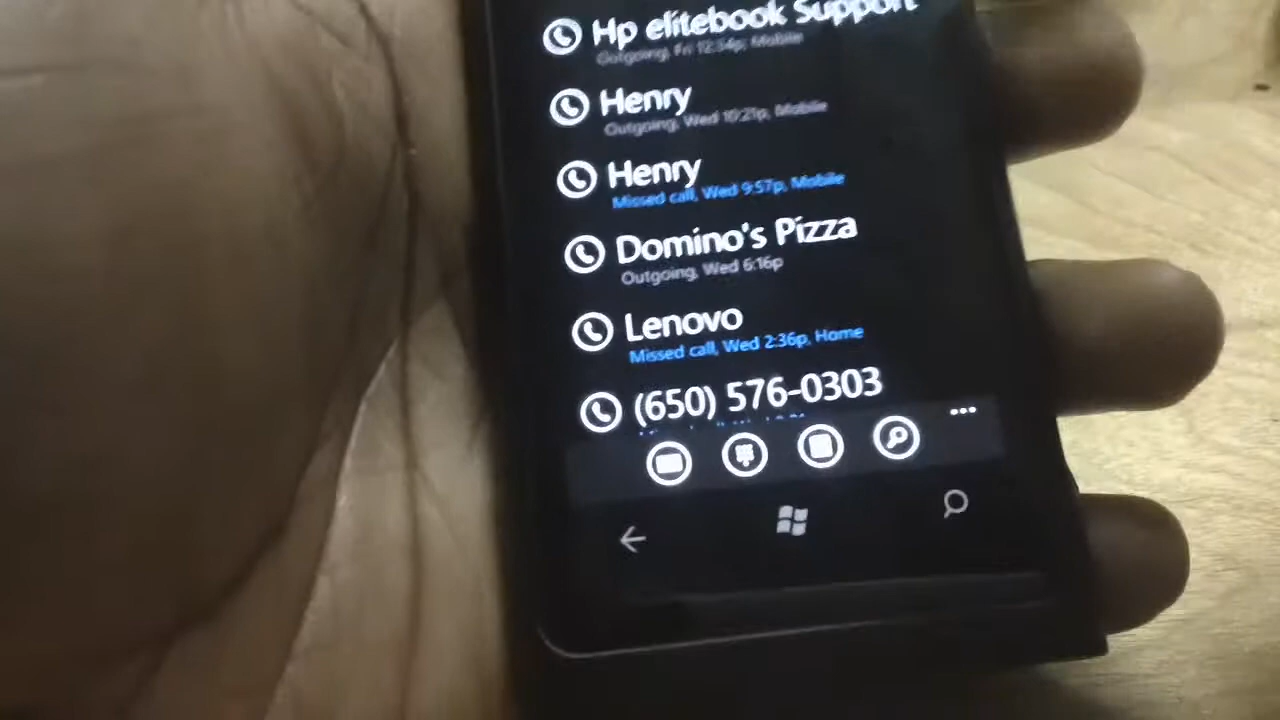 Hp elitebook Support
Outgoing, Fri 12:54p, Mobile
Henry
Outgoing, Wed 10:21p, Mobile
Henry
Missed call, Wed 9:57p, Mobile
Domino's Pizza
Outgoing, Wed 6:16p
Lenovo
Missed call, Wed 2:36p, Home
(650) 576-0303